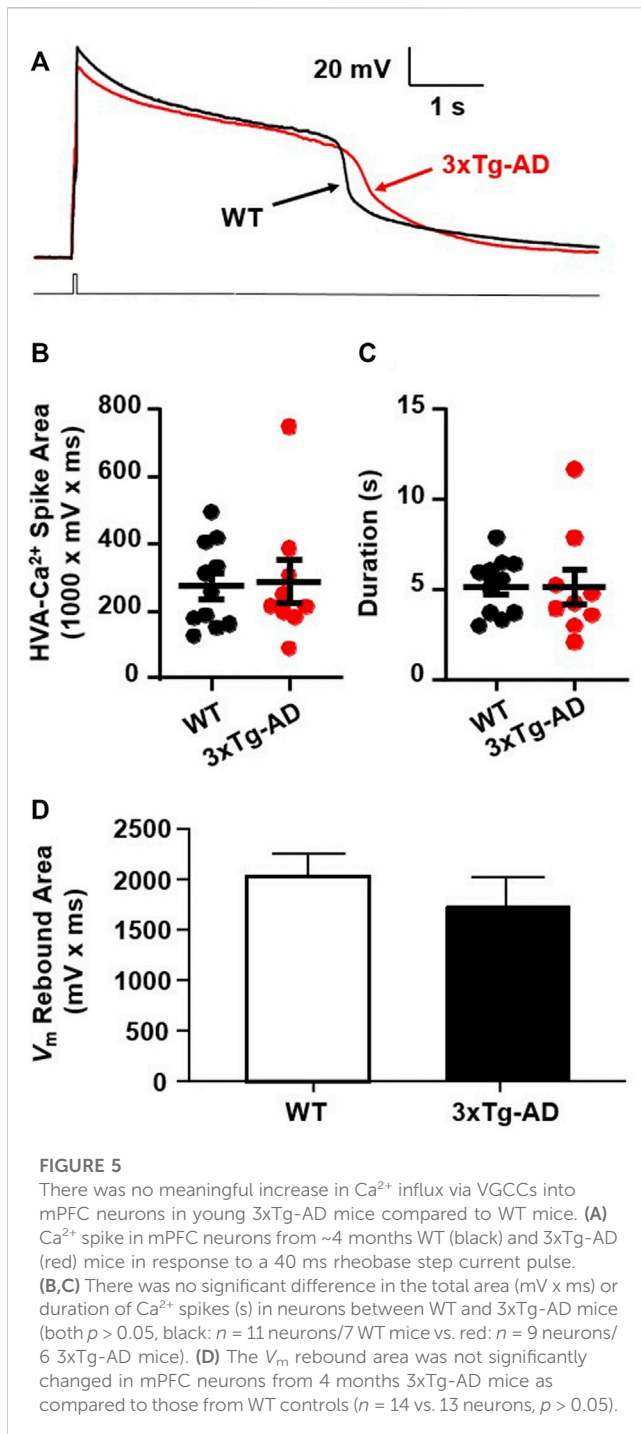 A
20 mV
1 s
3xTg-AD
WT
B
HVA-Ca²⁺ Spike Area
(1000 x mV x ms)
800
600
400
200
0
WT
3xTg-AD
C
Duration (s)
15
10
5
0
WT
3xTg-AD
D
Vm Rebound Area
(mV x ms)
2500
2000
1500
1000
500
0
WT
3xTg-AD
FIGURE 5
There was no meaningful increase in Ca²⁺ influx via VGCCs into
mPFC neurons in young 3xTg-AD mice compared to WT mice. (A)
Ca²⁺ spike in mPFC neurons from ~4 months WT (black) and 3xTg-AD
(red) mice in response to a 40 ms rheobase step current pulse.
(B,C) There was no significant difference in the total area (mV x ms) or
duration of Ca²⁺ spikes (s) in neurons between WT and 3xTg-AD mice
(both p > 0.05, black: n = 11 neurons/7 WT mice vs. red: n = 9 neurons/
6 3xTg-AD mice). (D) The Vm rebound area was not significantly
changed in mPFC neurons from 4 months 3xTg-AD mice as
compared to those from WT controls (n = 14 vs. 13 neurons, p > 0.05).